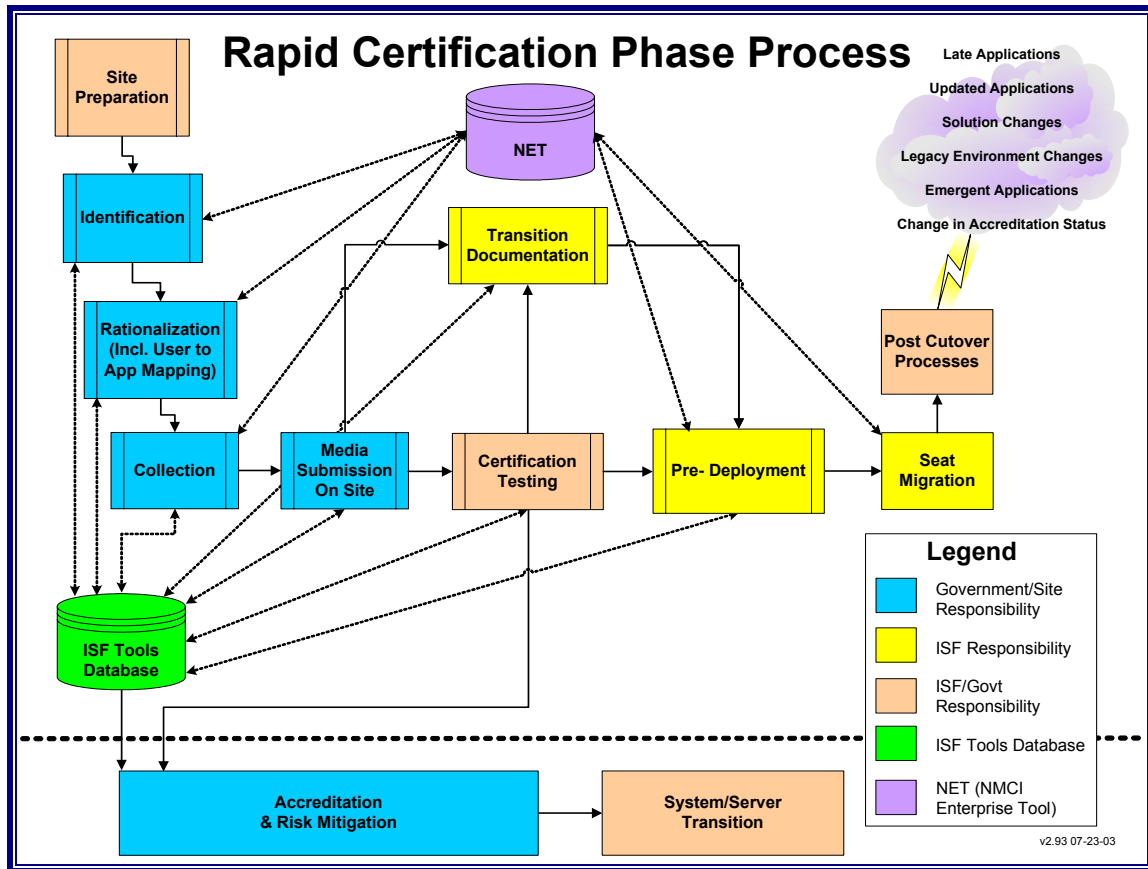 Rapid Certification Phase Process
Site
Preparation
NET
Late Applications
Updated Applications
Solution Changes
Legacy Environment Changes
Emergent Applications
Change in Accreditation Status
Identification
Transition
Documentation
Rationalization
(Incl. User to
App Mapping)
Post Cutover
Processes
Collection
Media
Submission
On Site
Certification
Testing
Pre- Deployment
Seat
Migration
ISF Tools
Database
Legend
Government/Site
Responsibility
ISF Responsibility
ISF/Govt
Responsibility
ISF Tools Database
NET (NMCI
Enterprise Tool)
Accreditation
& Risk Mitigation
System/Server
Transition
v2.93 07-23-03